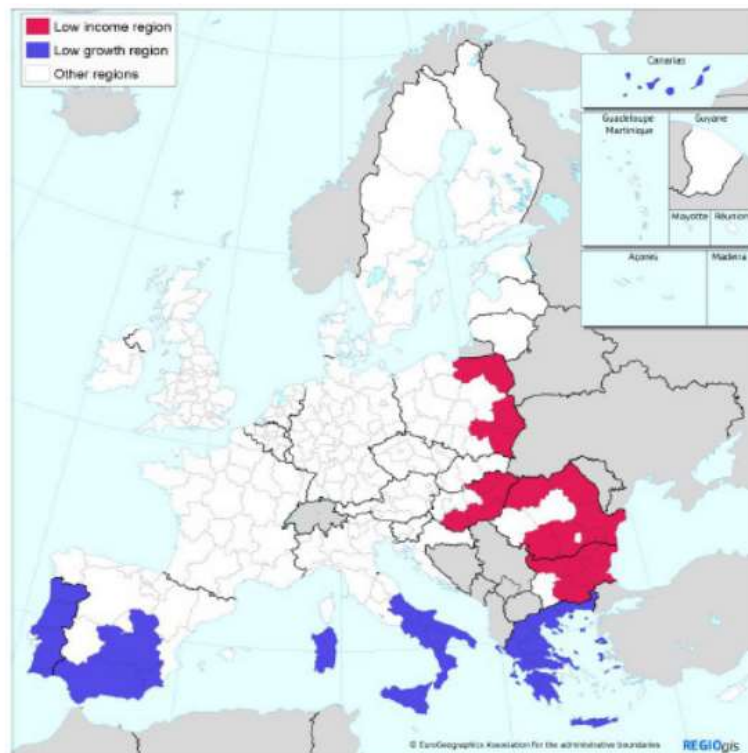 Low income region
Low growth region
Other regions
Canarias
Guadeloupe
Martinique
Guyane
Mayotte
Réunion
Açores
Madeira
© EuroGeographics Association for the administrative boundaries
REGIOgis